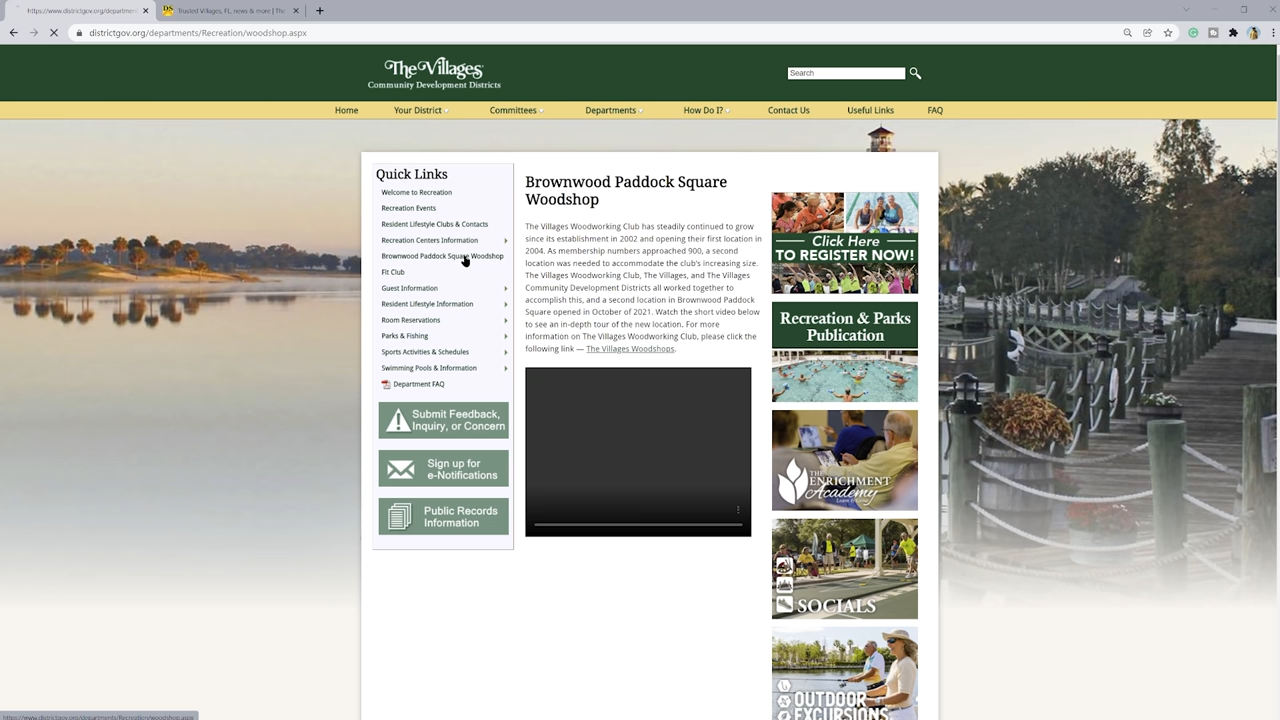 https://www.districtgov.org/departmen
Trusted Villages, FL, news & more | The
districtgov.org/departments/Recreation/woodshop.aspx
The Villages
Community Development Districts
Search
Home Your District Committees Departments How Do I? Contact Us Useful Links FAQ
Quick Links
Welcome to Recreation
Recreation Events
Resident Lifestyle Clubs & Contacts
Recreation Centers Information
Brownwood Paddock Square Woodshop
Fit Club
Guest Information
Resident Lifestyle Information
Room Reservations
Parks & Fishing
Sports Activities & Schedules
Swimming Pools & Information
Department FAQ
Submit Feedback,
Inquiry, or Concern
Sign up for
e-Notifications
Public Records
Information
Brownwood Paddock Square
Woodshop
The Villages Woodworking Club has steadily continued to grow
since its establishment in 2002 and opening their first location in
2004. As membership numbers approached 900, a second
location was needed to accommodate the club's increasing size.
The Villages Woodworking Club, The Villages, and The Villages
Community Development Districts all worked together to
accomplish this, and a second location in Brownwood Paddock
Square opened in October of 2021. Watch the short video below
to see an in-depth tour of the new location. For more
information on The Villages Woodworking Club, please click the
following link — The Villages Woodshops.
Click Here
TO REGISTER NOW!
Recreation & Parks
Publication
THE
ENRICHMENT
Academy
SOCIALS
OUTDOOR
EXCURSIONS
https://www.districtgov.org/departments/Recreation/woodshop.aspx